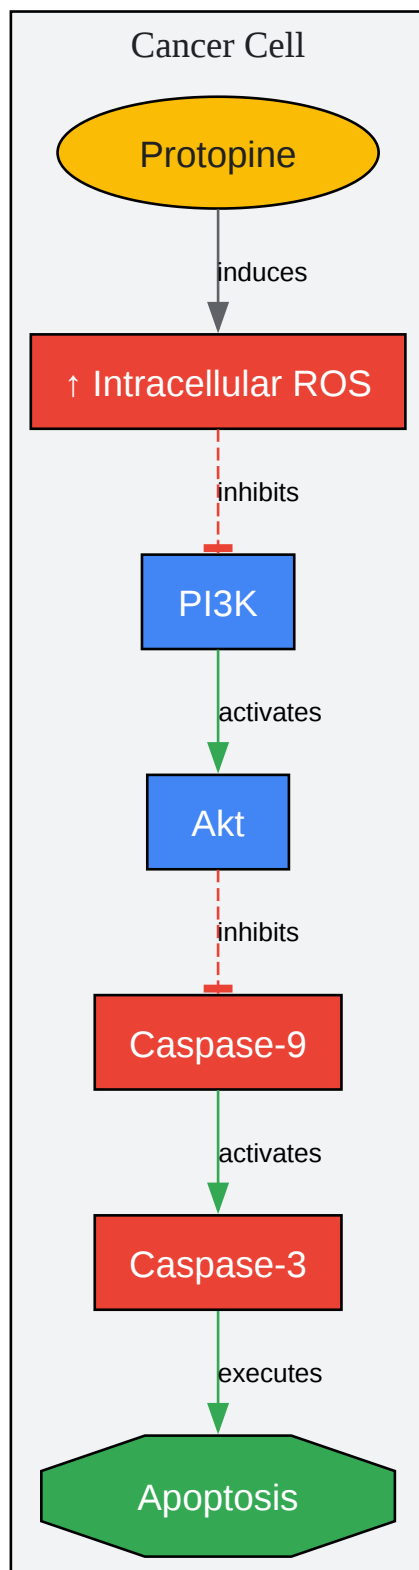 Cancer Cell
Protopine
induces
↑ Intracellular ROS
inhibits
PI3K
activates
Akt
inhibits
Caspase-9
activates
Caspase-3
executes
Apoptosis